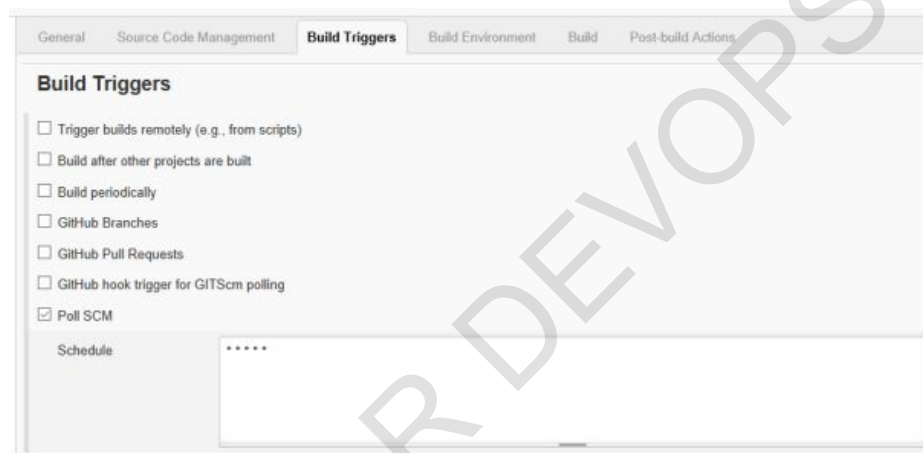 General Source Code Management Build Triggers Build Environment Build Post-build Actions
Build Triggers
Trigger builds remotely (e.g., from scripts)
Build after other projects are built
Build periodically
GitHub Branches
GitHub Pull Requests
GitHub hook trigger for GITScm polling
Poll SCM
Schedule * * * * *
R DEVOPS